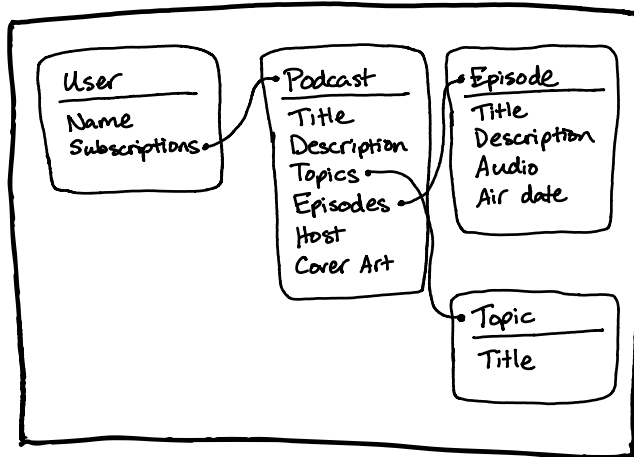 User
Name
Subscriptions
Podcast
Title
Description
Topics
Episodes
Host
Cover Art
Episode
Title
Description
Audio
Air date
Topic
Title